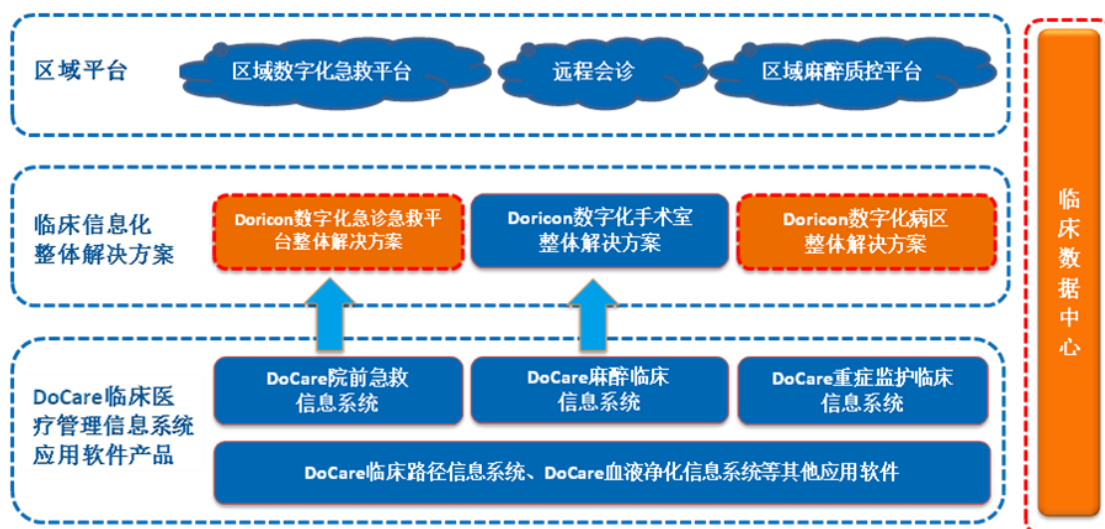 区域平台
区域数字化急救平台
远程会诊
区域麻醉质控平台
临床信息化
整体解决方案
Doricon数字化急诊急救平
台整体解决方案
Doricon数字化手术室
整体解决方案
Doricon数字化病区
整体解决方案
DoCare临床医
疗管理信息系统
应用软件产品
DoCare院前急救
信息系统
DoCare麻醉临床
信息系统
DoCare重症监护临床
信息系统
DoCare临床路径信息系统、DoCare血液净化信息系统等其他应用软件
临床数据中心